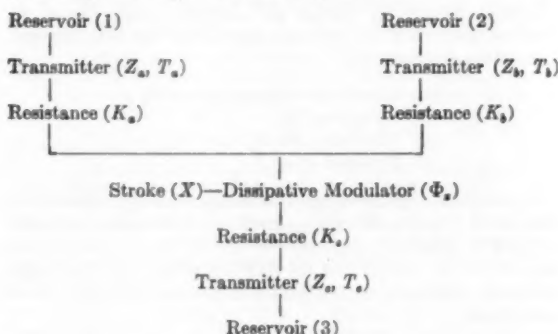 Reservoir (1) Reservoir (2)
Transmitter (Zₐ, Tₐ) Transmitter (Z_b, T_b)
Resistance (Kₐ) Resistance (K_b)
Stroke (X)—Dissipative Modulator (Φₓ)
Resistance (K_c)
Transmitter (Z_c, T_c)
Reservoir (3)